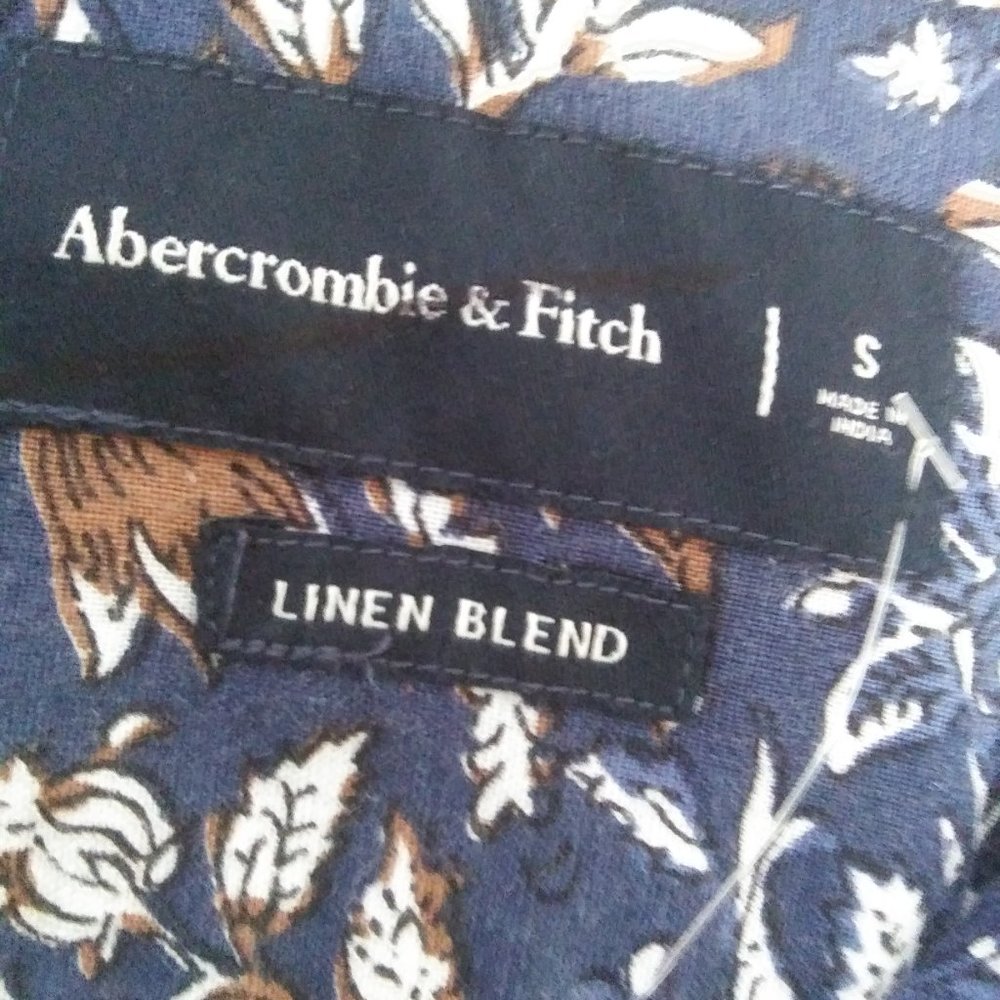 Abercrombie & Fitch
S
MADE IN
INDIA
LINEN BLEND